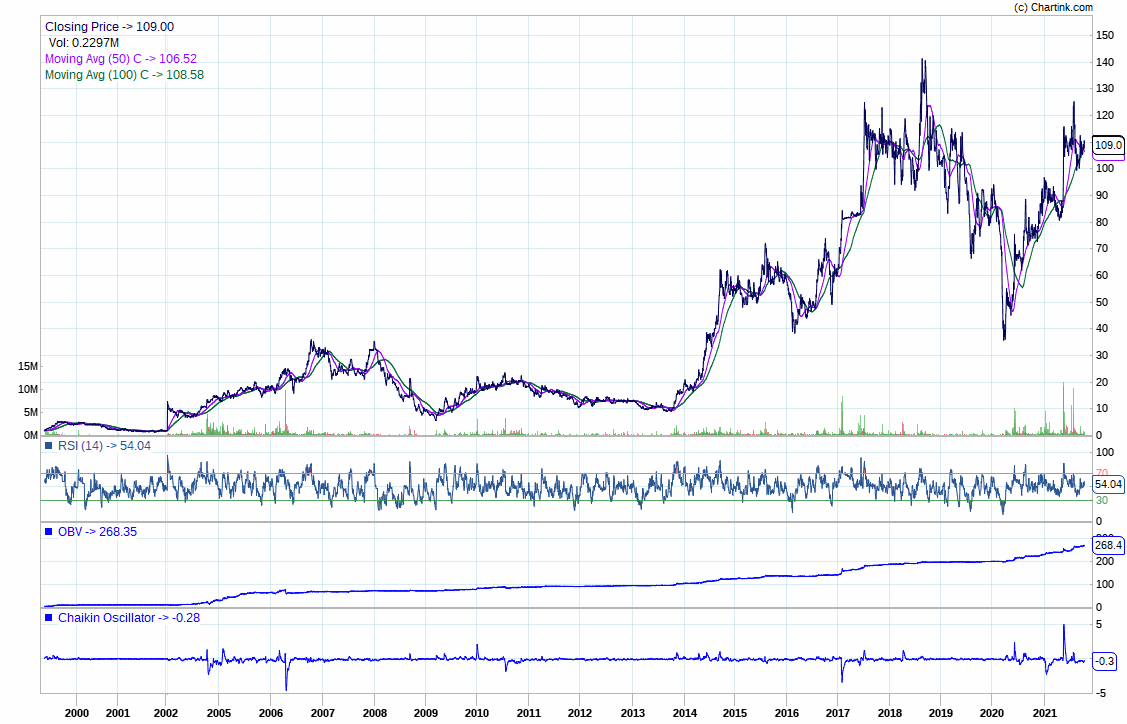 (c) Chartink.com
Closing Price -> 109.00
Vol: 0.2297M
Moving Avg (50) C -> 106.52
Moving Avg (100) C -> 108.58
150
140
130
120
109.0
100
90
80
70
60
50
40
30
20
10
0
15M
10M
5M
0M
RSI (14) -> 54.04
100
70
54.04
30
0
OBV -> 268.35
300
268.4
200
100
0
Chaikin Oscillator -> -0.28
5
-0.3
-5
2000 2001 2002 2005 2006 2007 2008 2009 2010 2011 2012 2013 2014 2015 2016 2017 2018 2019 2020 2021